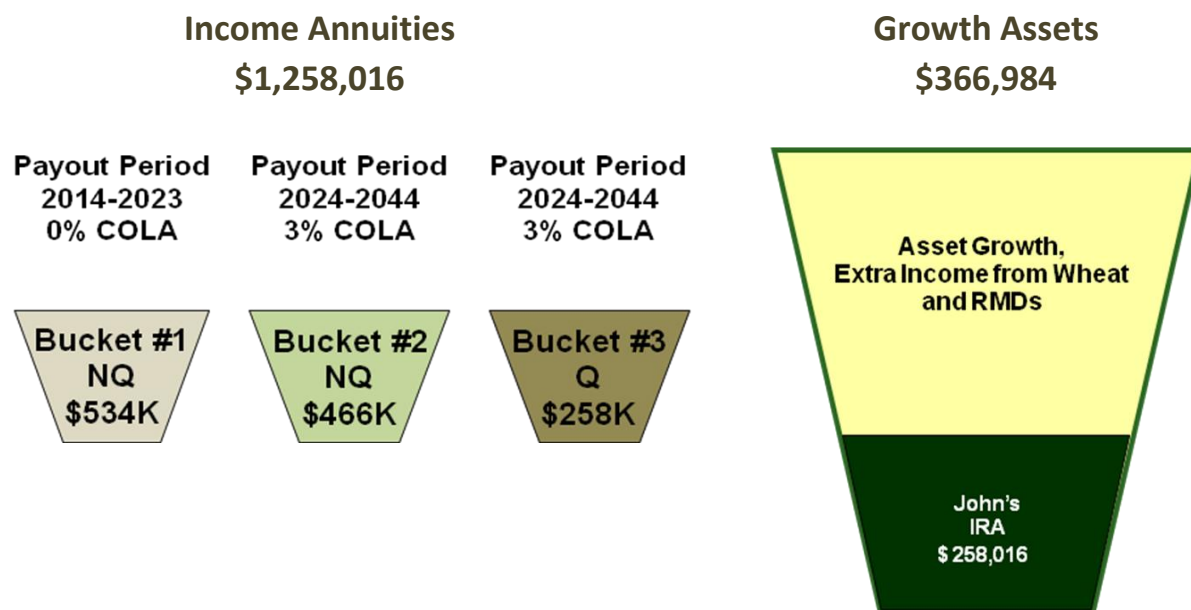 Income Annuities
$1,258,016
Growth Assets
$366,984
Payout Period
2014-2023
0% COLA
Payout Period
2024-2044
3% COLA
Payout Period
2024-2044
3% COLA
Bucket #1
NQ
$534K
Bucket #2
NQ
$466K
Bucket #3
Q
$258K
Asset Growth,
Extra Income from Wheat
and RMDs
John's
IRA
$ 258,016